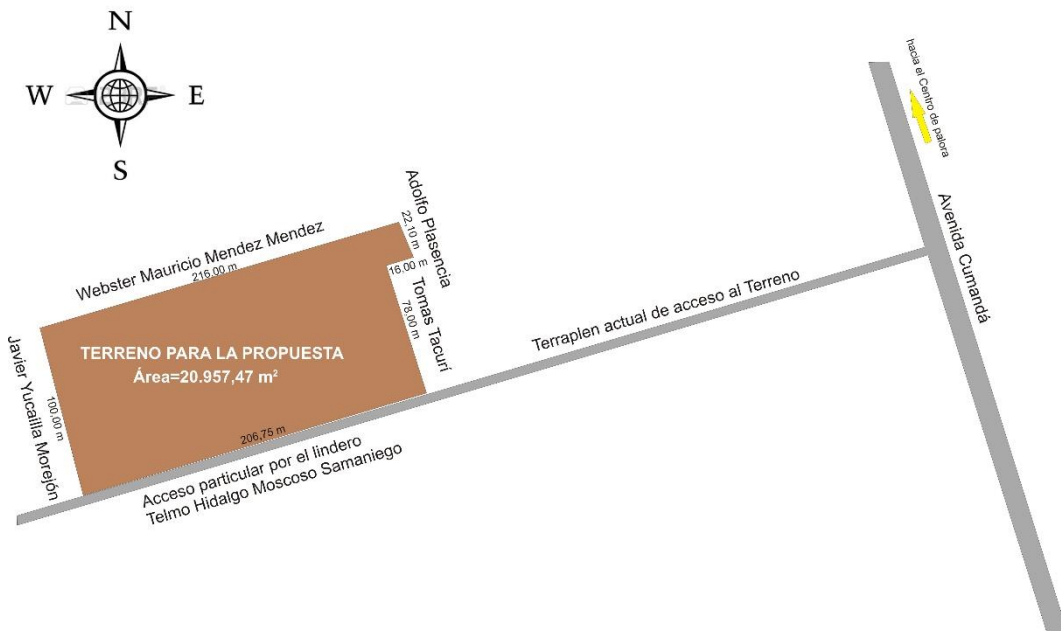 N
W
E
S
hacia el Centro de palora
Avenida Cumandá
Adolfo Plasencia
22,10 m
Webster Mauricio Mendez Mendez
216,00 m
16,00 m
Tomas Tacurí
78,00 m
Terraplen actual de acceso al Terreno
TERRENO PARA LA PROPUESTA
Área=20.957,47 m²
Javier Yucailla Morejón
100,00 m
206,75 m
Acceso particular por el lindero
Telmo Hidalgo Moscoso Samaniego